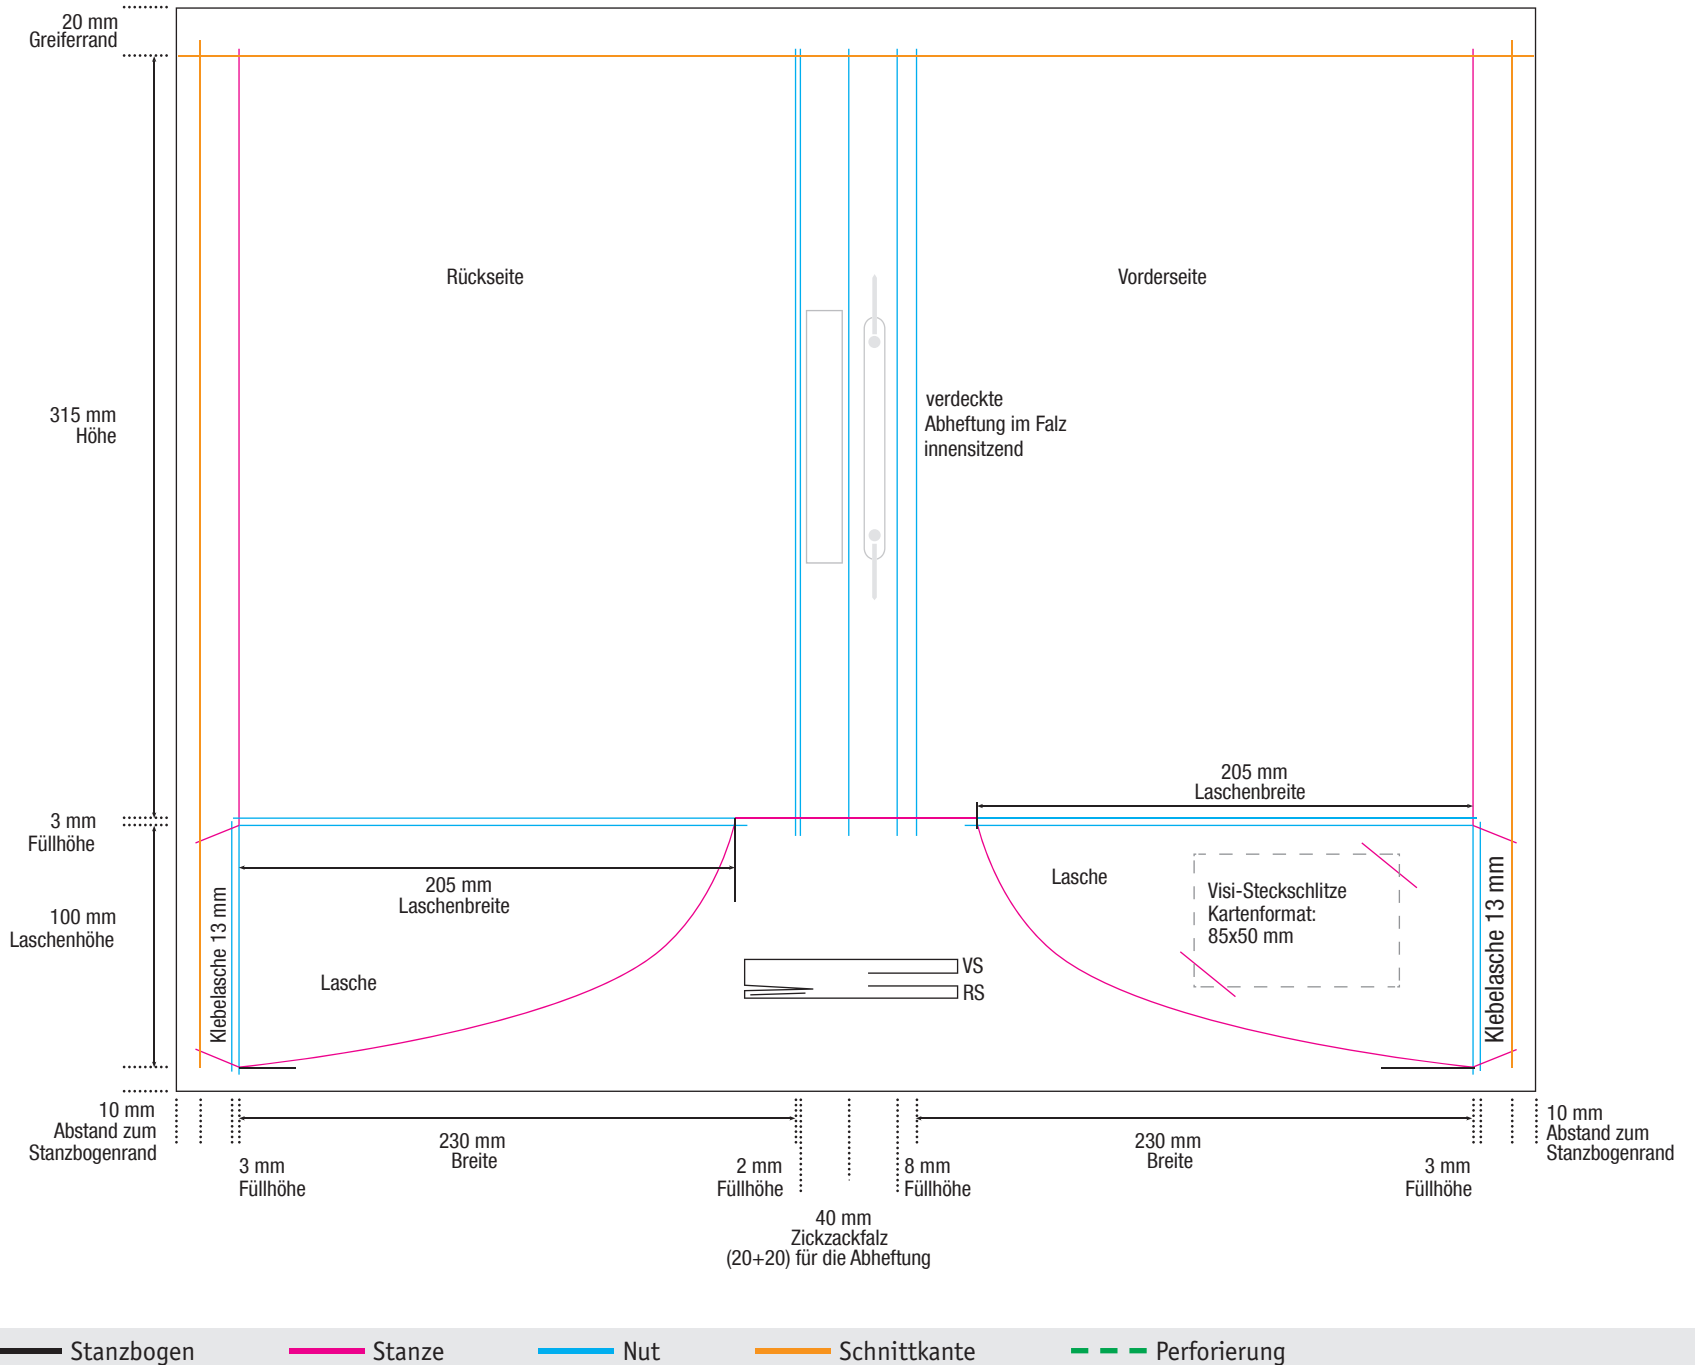 20 mm
Greiferrand
Rückseite
Vorderseite
verdeckte
Abheftung im Falz
innensitzend
315 mm
Höhe
205 mm
Laschenbreite
3 mm
Füllhöhe
205 mm
Laschenbreite
Lasche
Visi-Steckschlitze
Kartenformat:
85x50 mm
100 mm
Laschenhöhe
Klebelasche 13 mm
Klebelasche 13 mm
Lasche
VS
RS
10 mm
Abstand zum
Stanzbogenrand
230 mm
Breite
230 mm
Breite
10 mm
Abstand zum
Stanzbogenrand
3 mm
Füllhöhe
2 mm
Füllhöhe
8 mm
Füllhöhe
3 mm
Füllhöhe
40 mm
Zickzackfalz
(20+20) für die Abheftung
Stanzbogen
Stanze
Nut
Schnittkante
Perforierung